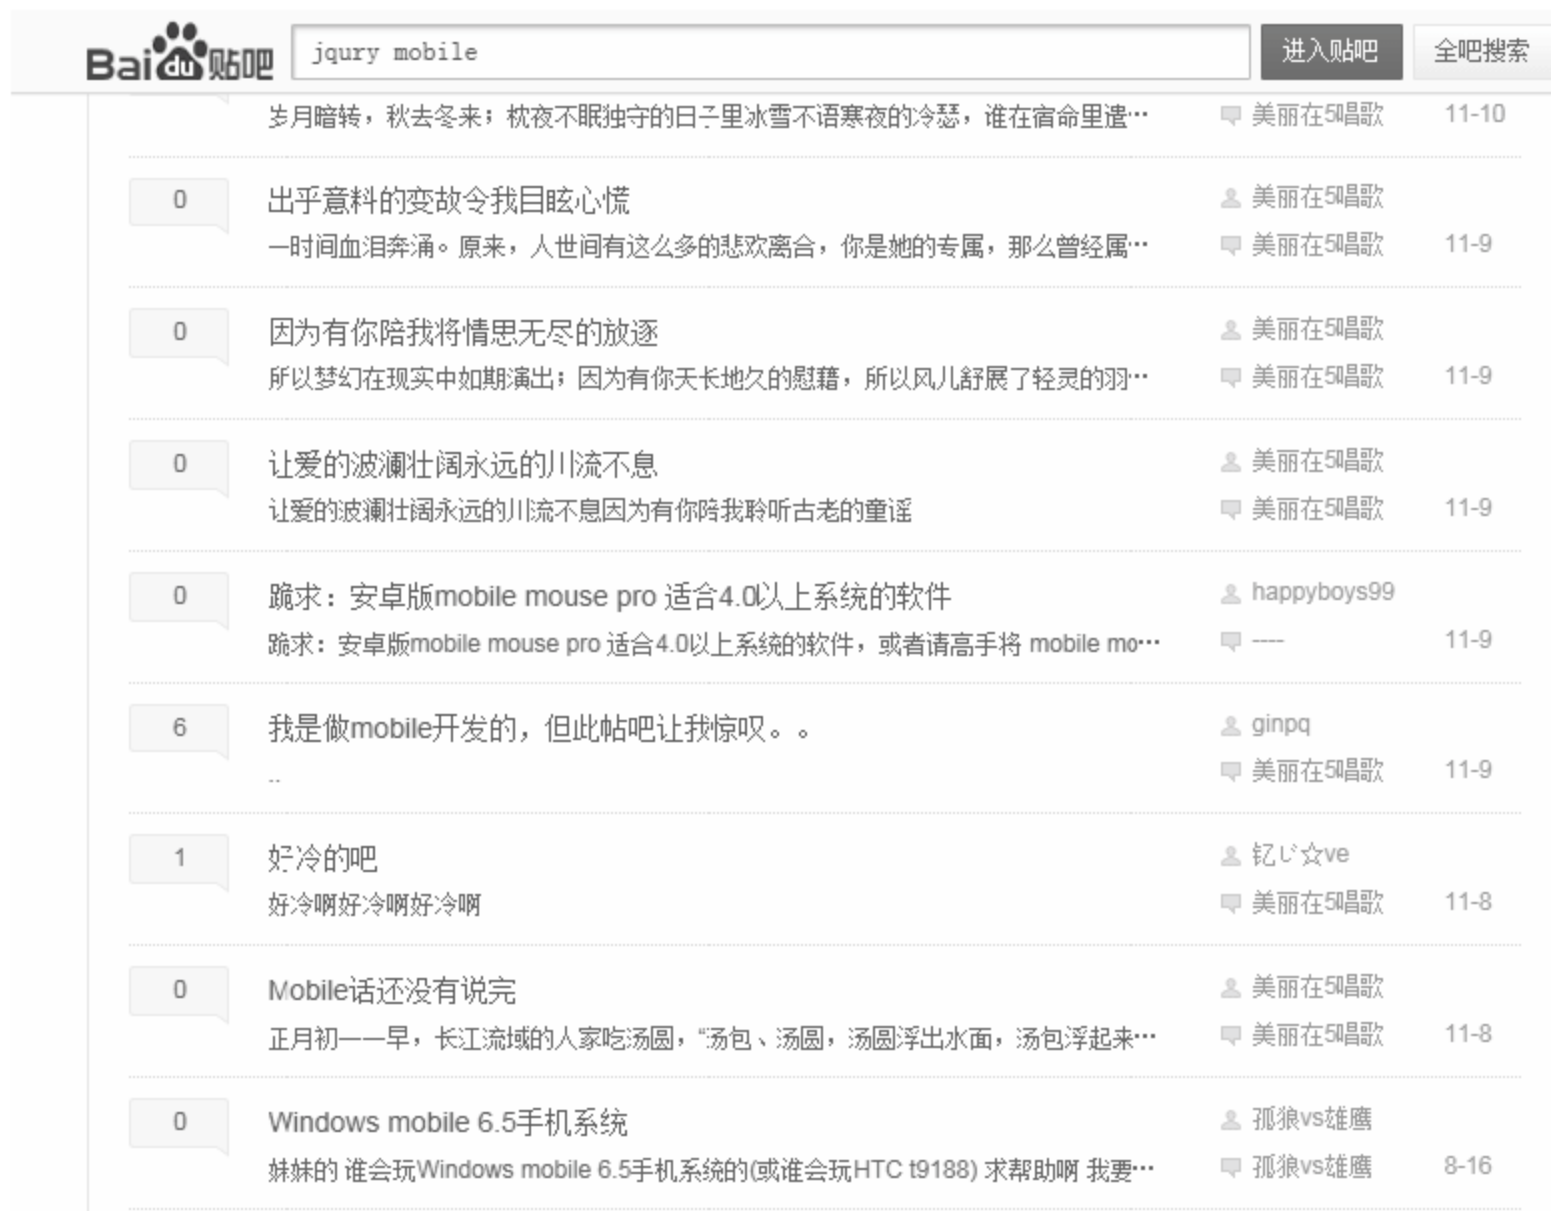 Bai du 贴吧 jqury mobile 进入贴吧 全吧搜索
岁月暗转，秋去冬来；枕夜不眠独守的日子里冰雪不语寒夜的冷瑟，谁在宿命里遣… 美丽在5唱歌 11-10
0 出乎意料的变故令我目眩心慌 美丽在5唱歌
一时间血泪奔涌。原来，人世间有这么多的悲欢离合，你是她的专属，那么曾经属… 美丽在5唱歌 11-9
0 因为有你陪我将情思无尽的放逐 美丽在5唱歌
所以梦幻在现实中如期演出；因为有你天长地久的慰藉，所以风儿舒展了轻灵的羽… 美丽在5唱歌 11-9
0 让爱的波澜壮阔永远的川流不息 美丽在5唱歌
让爱的波澜壮阔永远的川流不息因为有你陪我聆听古老的童谣 美丽在5唱歌 11-9
0 跪求：安卓版mobile mouse pro 适合4.0以上系统的软件 happyboys99
跪求：安卓版mobile mouse pro 适合4.0以上系统的软件，或者请高手将 mobile mo… ---- 11-9
6 我是做mobile开发的，但此帖吧让我惊叹。。 ginpq
.. 美丽在5唱歌 11-9
1 好冷的吧 钇じ☆ve
好冷啊好冷啊好冷啊 美丽在5唱歌 11-8
0 Mobile话还没有说完 美丽在5唱歌
正月初一一早，长江流域的人家吃汤圆，“汤包、汤圆，汤圆浮出水面，汤包浮起来… 美丽在5唱歌 11-8
0 Windows mobile 6.5手机系统 孤狼vs雄鹰
妹妹的 谁会玩Windows mobile 6.5手机系统的(或谁会玩HTC t9188) 求帮助啊 我要… 孤狼vs雄鹰 8-16